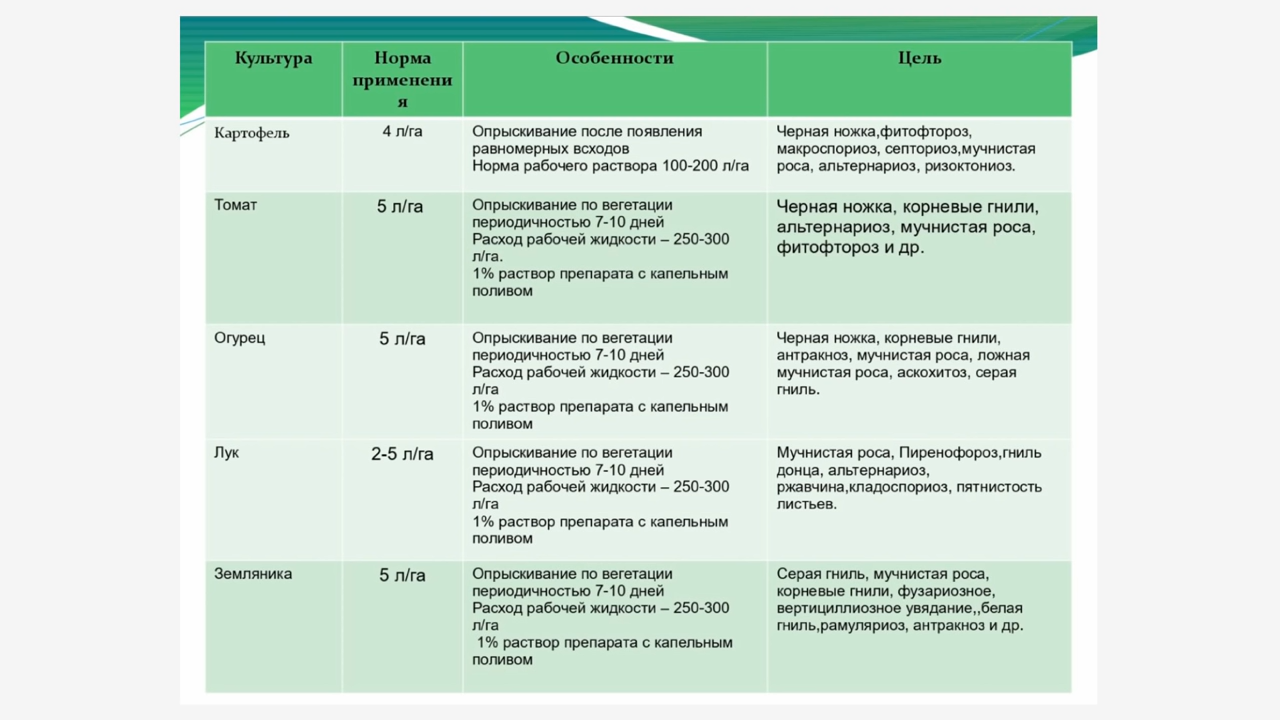 Культура
Норма
применени
я
Особенности
Цель
Картофель
4 л/га
Опрыскивание после появления
равномерных всходов
Норма рабочего раствора 100-200 л/га
Черная ножка,фитофтороз,
макроспориоз, септориоз,мучнистая
роса, альтернариоз, ризоктониоз.
Томат
5 л/га
Опрыскивание по вегетации
периодичностью 7-10 дней
Расход рабочей жидкости – 250-300
л/га.
1% раствор препарата с капельным
поливом
Черная ножка, корневые гнили,
альтернариоз, мучнистая роса,
фитофтороз и др.
Огурец
5 л/га
Опрыскивание по вегетации
периодичностью 7-10 дней
Расход рабочей жидкости – 250-300
л/га
1% раствор препарата с капельным
поливом
Черная ножка, корневые гнили,
антракноз, мучнистая роса, ложная
мучнистая роса, аскохитоз, серая
гниль.
Лук
2-5 л/га
Опрыскивание по вегетации
периодичностью 7-10 дней
Расход рабочей жидкости – 250-300
л/га
1% раствор препарата с капельным
поливом
Мучнистая роса, Пиренофороз,гниль
донца, альтернариоз,
ржавчина,кладоспориоз, пятнистость
листьев.
Земляника
5 л/га
Опрыскивание по вегетации
периодичностью 7-10 дней
Расход рабочей жидкости – 250-300
л/га
1% раствор препарата с капельным
поливом
Серая гниль, мучнистая роса,
корневые гнили, фузариозное,
вертициллиозное увядание,,белая
гниль,рамуляриоз, антракноз и др.